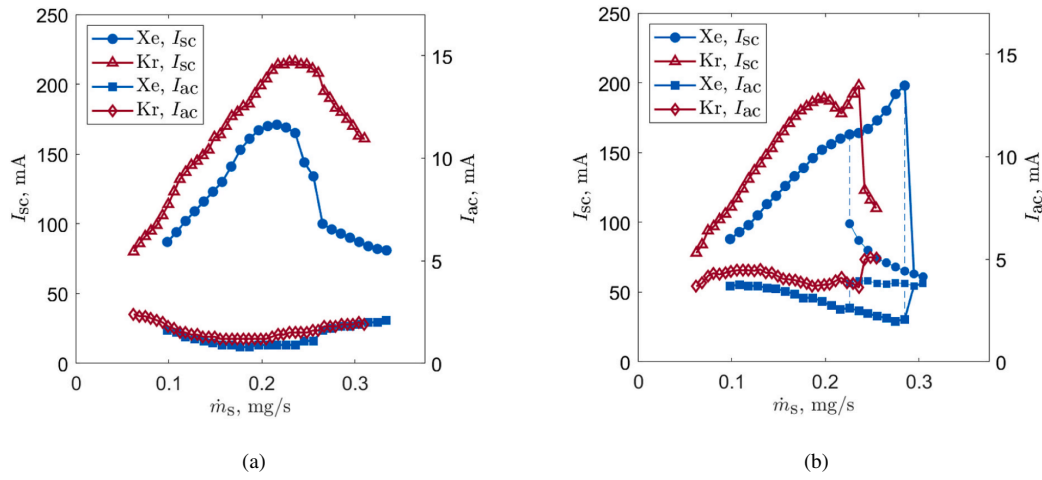 250
200
150
100
50
0
I_sc, mA
Xe, I_sc
Kr, I_sc
Xe, I_ac
Kr, I_ac
15
10
5
0
I_ac, mA
0 0.1 0.2 0.3
ṁ_s, mg/s
(a)
250
200
150
100
50
0
I_sc, mA
Xe, I_sc
Kr, I_sc
Xe, I_ac
Kr, I_ac
15
10
5
0
I_ac, mA
0 0.1 0.2 0.3
ṁ_s, mg/s
(b)